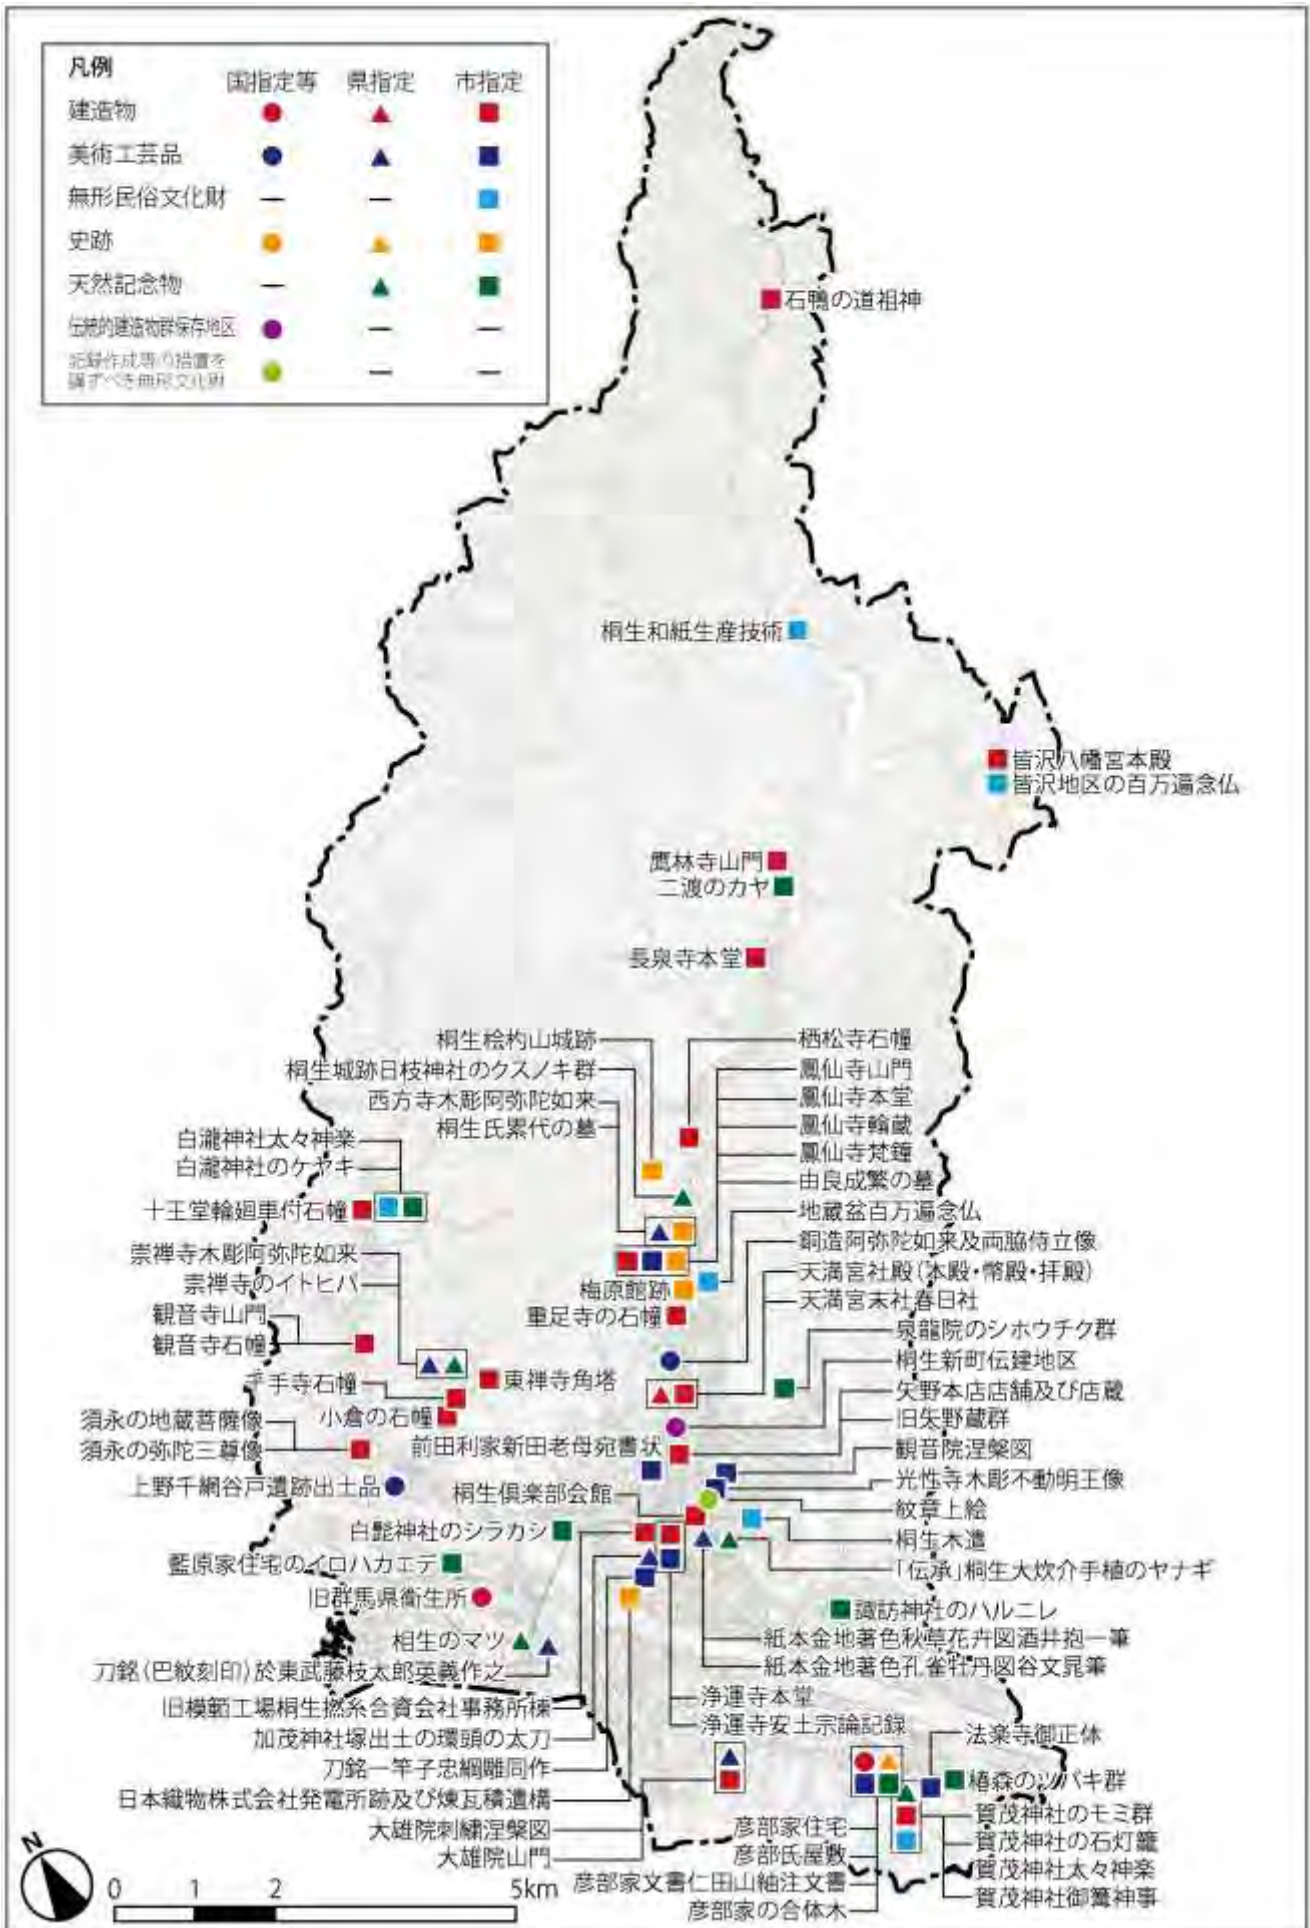 凡例
国指定等 県指定 市指定
建造物
美術工芸品
無形民俗文化財
史跡
天然記念物
伝統的建造物群保存地区
記録作成等の措置を
講ずべき無形文化財
石鴨の道祖神
桐生和紙生産技術
皆沢八幡宮本殿
皆沢地区の百万遍念仏
鷹林寺山門
二渡のカヤ
長泉寺本堂
桐生桧杓山城跡
桐生城跡日枝神社のクスノキ群
西方寺木彫阿弥陀如来
桐生氏累代の墓
白瀧神社太々神楽
白瀧神社のケヤキ
十王堂輪廻車付石幢
崇禅寺木彫阿弥陀如来
崇禅寺のイトヒバ
観音寺山門
観音寺石幢
千手寺石幢
小倉の石幢
東禅寺角塔
須永の地蔵菩薩像
須永の弥陀三尊像
上野千網谷戸遺跡出土品
栖松寺石幢
鳳仙寺山門
鳳仙寺本堂
鳳仙寺輪蔵
鳳仙寺梵鐘
由良成繁の墓
地蔵盆百万遍念仏
銅造阿弥陀如来及両脇侍立像
天満宮社殿(本殿・幣殿・拝殿)
天満宮末社春日社
梅原館跡
重足寺の石幢
泉龍院のシホウチク群
桐生新町伝建地区
矢野本店店舗及び店蔵
旧矢野蔵群
観音院涅槃図
光性寺木彫不動明王像
紋章上絵
桐生木遣
「伝承」桐生大炊介手植のヤナギ
前田利家新田老母宛書状
桐生倶楽部会館
白髭神社のシラカシ
藍原家住宅のイロハカエデ
旧群馬県衛生所
相生のマツ
刀銘(巴紋刻印)於東武藤枝太郎英義作之
旧模範工場桐生撚糸合資会社事務所棟
加茂神社塚出土の環頭の太刀
刀銘一竿子忠綱雕同作
日本織物株式会社発電所跡及び煉瓦積遺構
大雄院刺繍涅槃図
大雄院山門
諏訪神社のハルニレ
紙本金地著色秋草花卉図酒井抱一筆
紙本金地著色孔雀牡丹図谷文晁筆
浄運寺本堂
浄運寺安土宗論記録
法楽寺御正体
椿森のツバキ群
賀茂神社のモミ群
賀茂神社の石灯籠
賀茂神社太々神楽
賀茂神社御篝神事
彦部家住宅
彦部氏屋敷
彦部家文書仁田山紬注文書
彦部家の合体木
N
0 1 2 5km